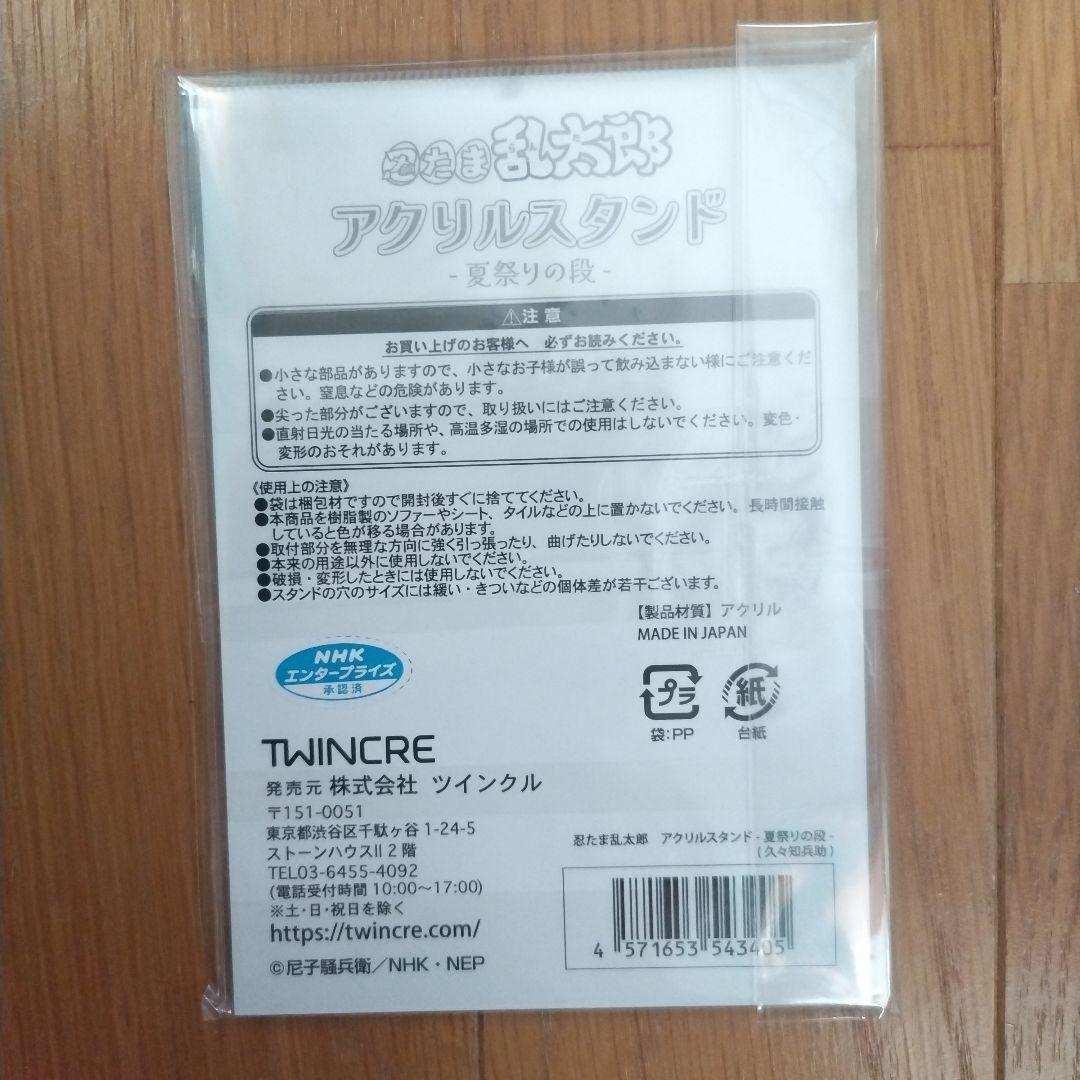 忍たま乱太郎
アクリルスタンド
- 夏祭りの段 -
⚠注意
お買い上げのお客様へ 必ずお読みください。
●小さな部品がありますので、小さなお子様が誤って飲み込まない様にご注意くだ
さい。窒息などの危険があります。
●尖った部分がございますので、取り扱いにはご注意ください。
●直射日光の当たる場所や、高温多湿の場所での使用はしないでください。変色・
変形のおそれがあります。
《使用上の注意》
●袋は梱包材ですので開封後すぐに捨ててください。
●本商品を樹脂製のソファーやシート、タイルなどの上に置かないでください。長時間接触
していると色が移る場合があります。
●取付部分を無理な方向に強く引っ張ったり、曲げたりしないでください。
●本来の用途以外に使用しないでください。
●破損・変形したときには使用しないでください。
●スタンドの穴のサイズには緩い・きついなどの個体差が若干ございます。
【製品材質】アクリル
MADE IN JAPAN
NHK
エンタープライズ
承認済
プラ
袋:PP
紙
台紙
TWINCRE
発売元 株式会社 ツインクル
〒151-0051
東京都渋谷区千駄ヶ谷 1-24-5
ストーンハウスII 2階
TEL03-6455-4092
(電話受付時間 10:00〜17:00)
※土・日・祝日を除く
https://twincre.com/
©尼子騒兵衛/NHK・NEP
忍たま乱太郎 アクリルスタンド - 夏祭りの段 -
(久々知兵助)
4 571653 543405